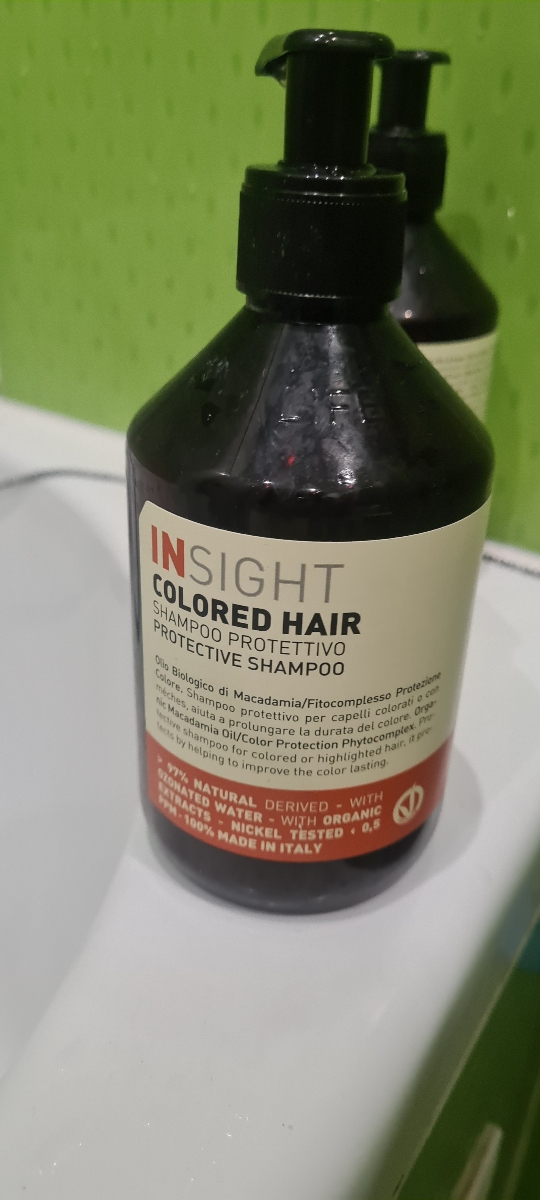 INSIGHT
COLORED HAIR
SHAMPOO PROTETTIVO
PROTECTIVE SHAMPOO
Olio Biologico di Macadamia/Fitocomplesso Protezione
Colore. Shampoo protettivo per capelli colorati o con
mèches, aiuta a prolungare la durata del colore. Orga-
nic Macadamia Oil/Color Protection Phytocomplex. Pro-
tective shampoo for colored or highlighted hair, it pro-
tects by helping to improve the color lasting.
> 97% NATURAL DERIVED - WITH
OZONATED WATER - WITH ORGANIC
EXTRACTS - NICKEL TESTED < 0,5
PPM - 100% MADE IN ITALY